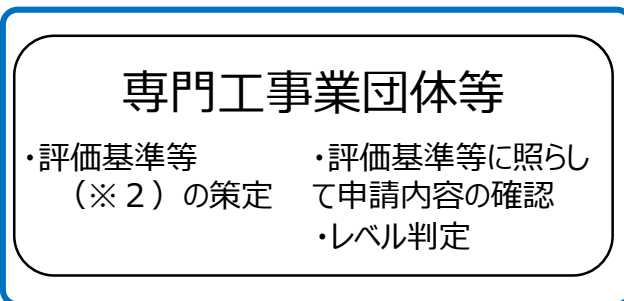 専門工事業団体等
・評価基準等
（※２）の策定
・評価基準等に照らし
て申請内容の確認
・レベル判定